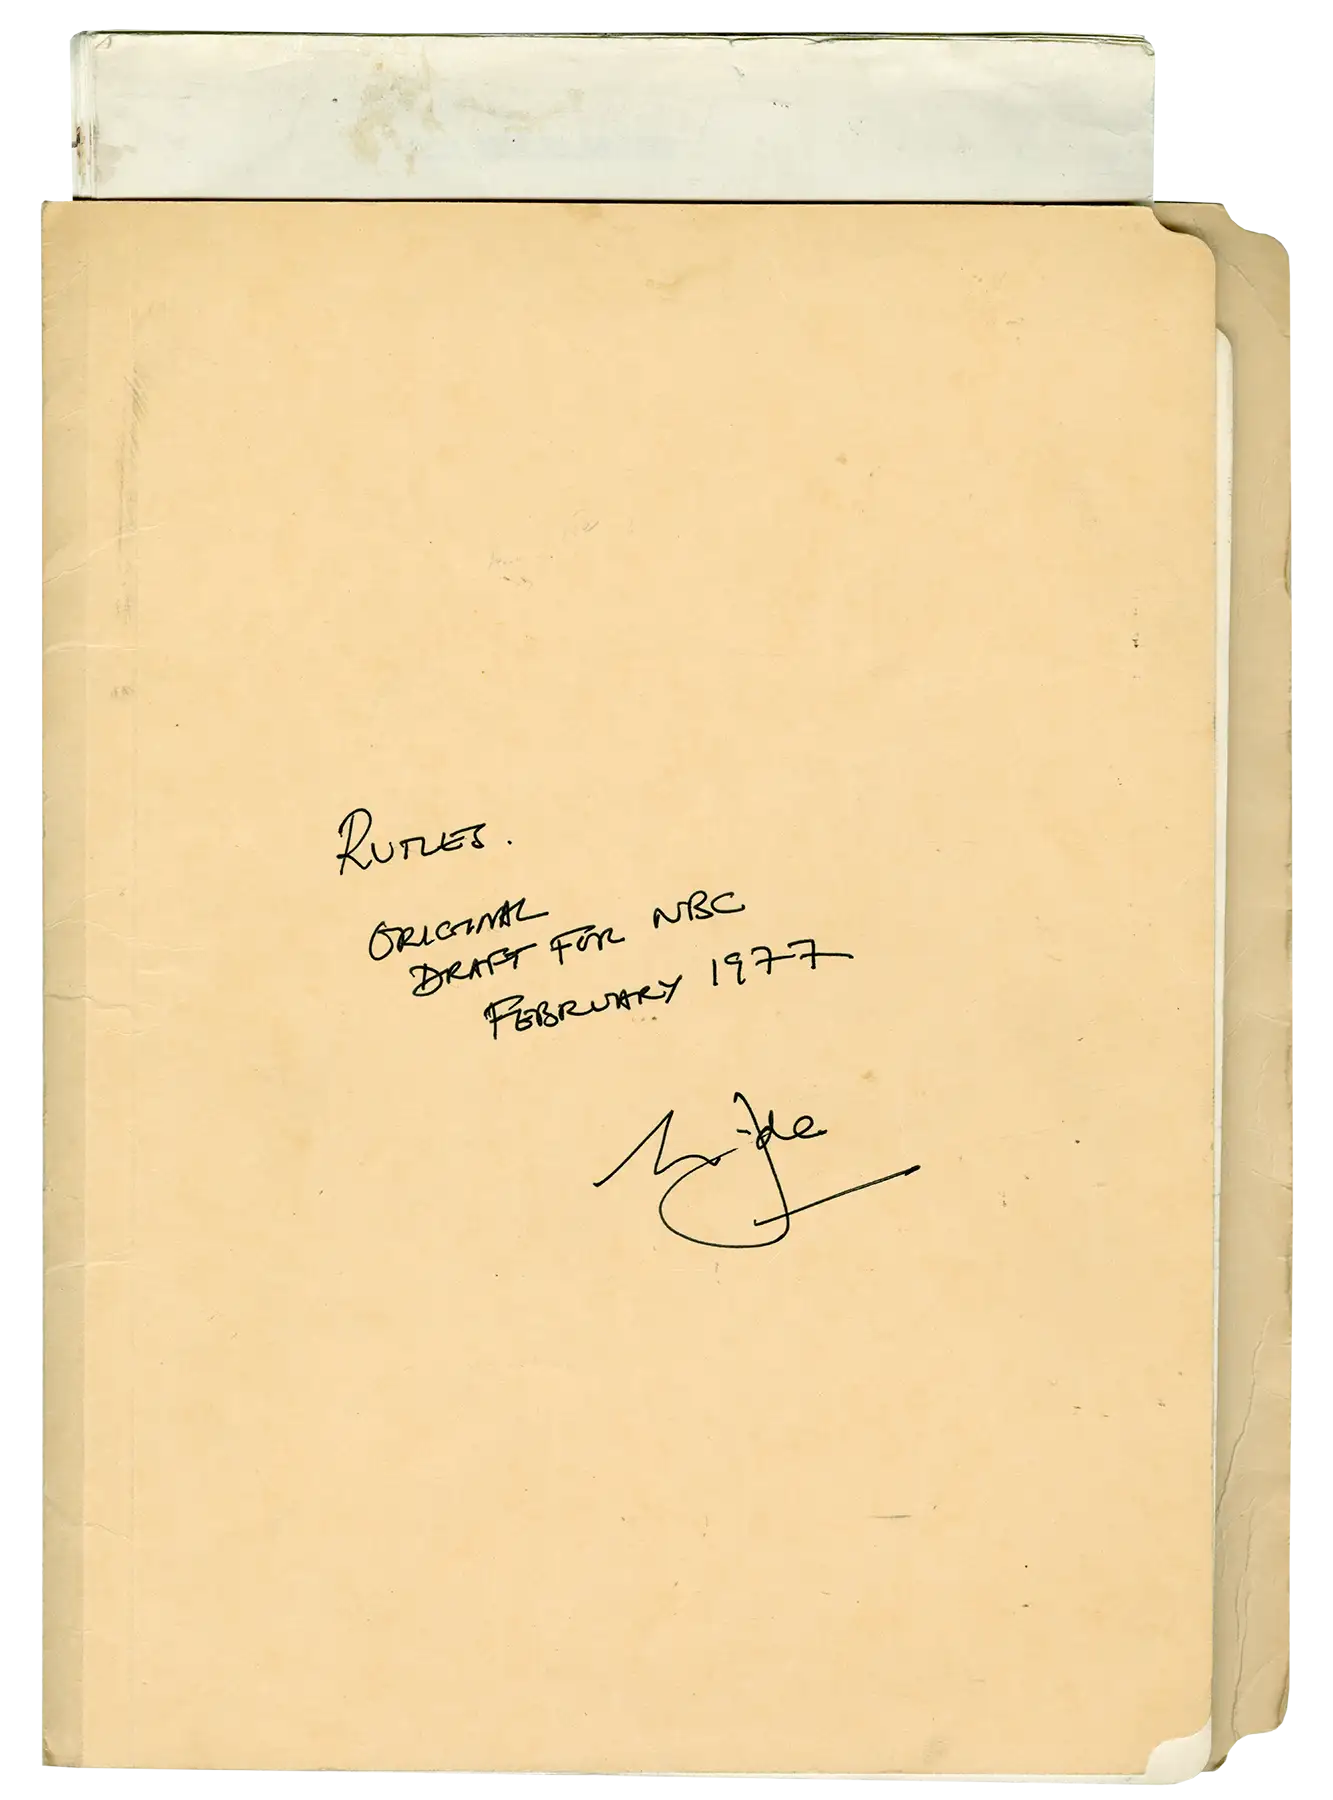 RUTLES.
ORIGINAL
DRAFT FOR NBC
FEBRUARY 1977